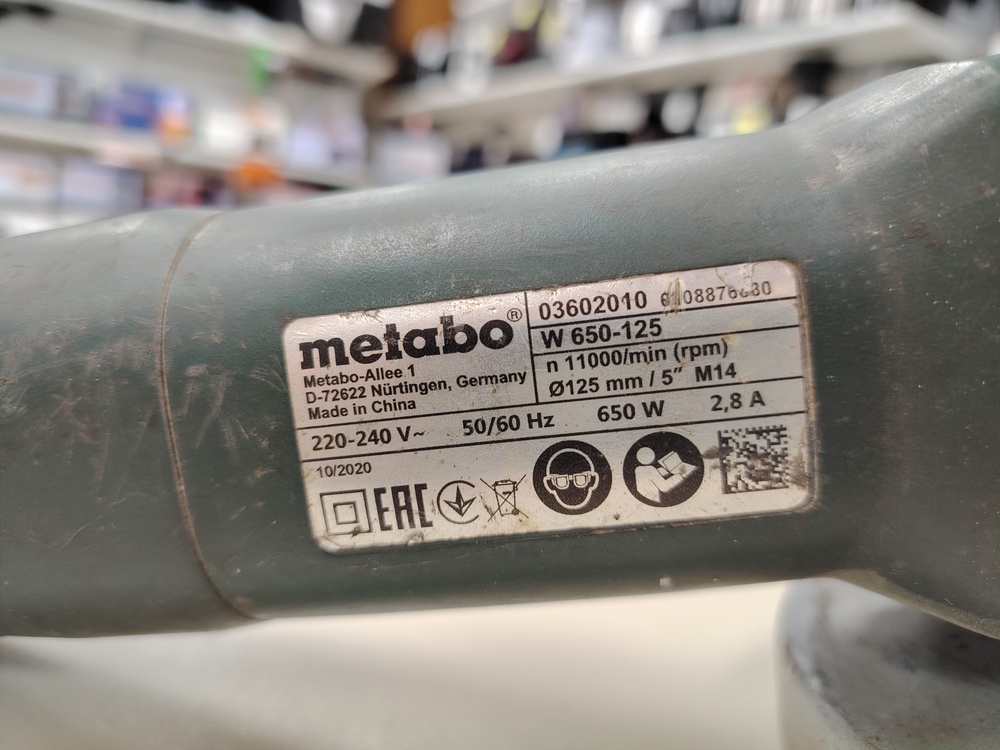 metabo®
Metabo-Allee 1
D-72622 Nürtingen, Germany
Made in China
03602010
W 650-125
n 11000/min (rpm)
Ø125 mm / 5″ M14
220-240 V~ 50/60 Hz 650 W 2,8 A
10/2020
EAC